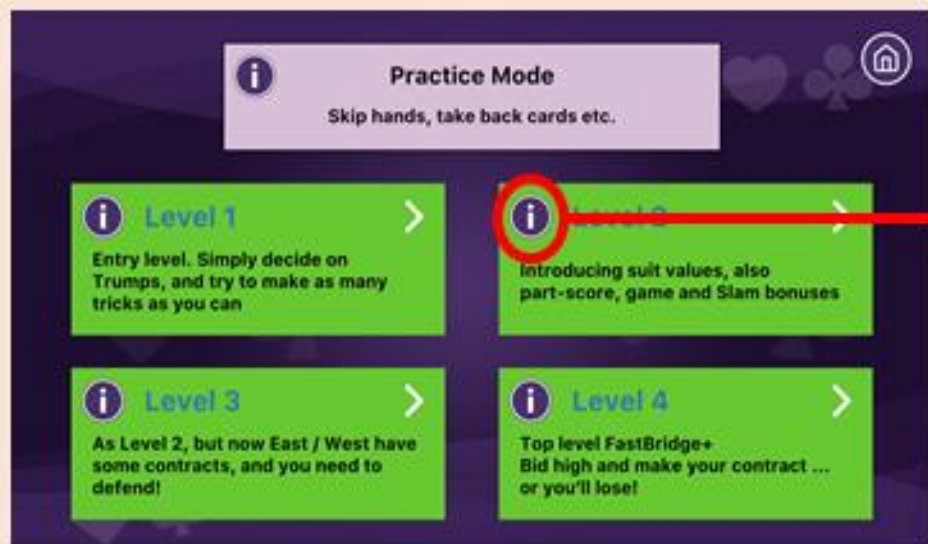 Practice Mode
Skip hands, take back cards etc.
Level 1
Entry level. Simply decide on
Trumps, and try to make as many
tricks as you can
Level 2
Introducing suit values, also
part-score, game and Slam bonuses
Level 3
As Level 2, but now East / West have
some contracts, and you need to
defend!
Level 4
Top level FastBridge+
Bid high and make your contract ...
or you'll lose!